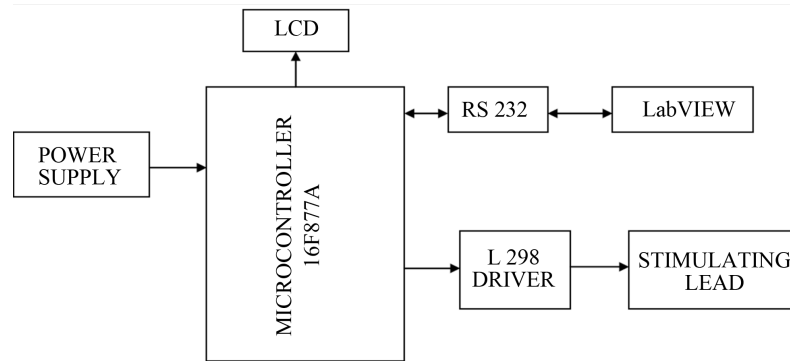 LCD
RS 232
LabVIEW
POWER
SUPPLY
MICROCONTROLLER
16F877A
L 298
DRIVER
STIMULATING
LEAD